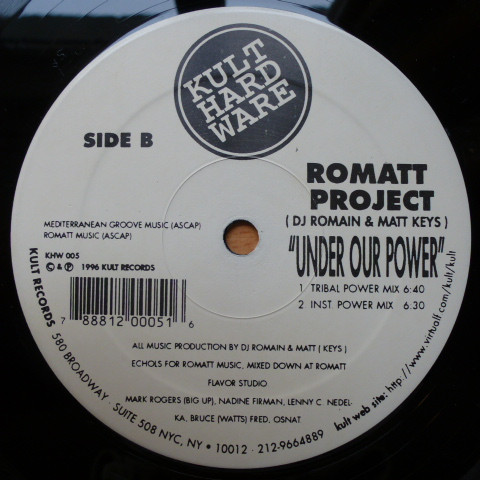 KULT
HARD
WARE
SIDE B
ROMATT
PROJECT
( DJ ROMAIN & MATT KEYS )
"UNDER OUR POWER"
1 TRIBAL POWER MIX 6:40
2 INST. POWER MIX 6:30
MEDITERRANEAN GROOVE MUSIC (ASCAP)
ROMATT MUSIC (ASCAP)
KHW 005
© & ℗ 1996 KULT RECORDS
7 88812 00051 6
ALL MUSIC PRODUCTION BY DJ ROMAIN & MATT ( KEYS )
ECHOLS FOR ROMATT MUSIC, MIXED DOWN AT ROMATT
FLAVOR STUDIO
MARK ROGERS (BIG UP), NADINE FIRMAN, LENNY C. NEDEL-
KA, BRUCE (WATTS) FRED, OSNAT.
KULT RECORDS 580 BROADWAY · SUITE 508 NYC, NY • 10012 · 212-9664889
kult web site: http://www.virtualf.com/kult/kult